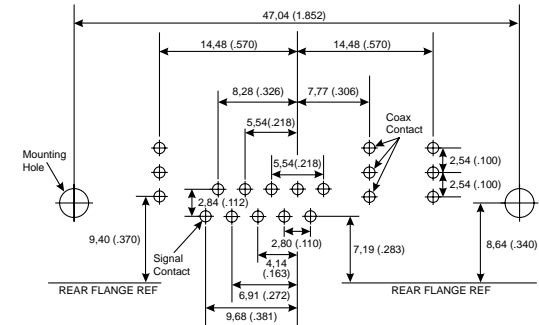 47,04 (1.852)
14,48 (.570)
14,48 (.570)
8,28 (.326)
7,77 (.306)
Coax
Contact
5,54(.218)
Mounting
Hole
5,54(.218)
2,54 (.100)
2,54 (.100)
2,84 (.112)
9,40 (.370)
Signal
Contact
2,80 (.110)
7,19 (.283)
8,64 (.340)
4,14
(.163)
REAR FLANGE REF
REAR FLANGE REF
6,91 (.272)
9,68 (.381)